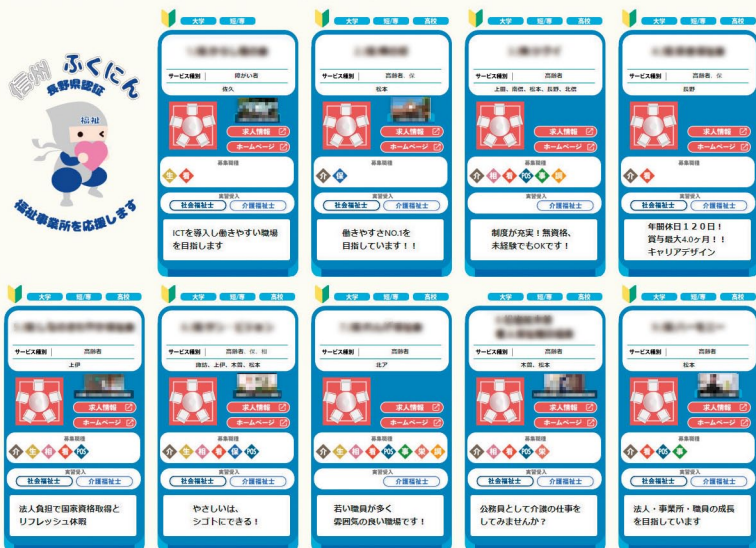 信州 ふくにん
長野県認証
福祉
福祉事業所を応援します
大学 短/専 高校
サービス種別 障がい者
佐久
求人情報
ホームページ
募集職種
生 看
実習受入
社会福祉士 介護福祉士
ICTを導入し働きやすい職場
を目指します
大学 短/専 高校
サービス種別 高齢者、保
松本
求人情報
ホームページ
募集職種
介 保
実習受入
社会福祉士 介護福祉士
働きやすさNO.1を
目指しています！！
大学 短/専 高校
サービス種別 高齢者
上田、南信、松本、長野、北信
求人情報
ホームページ
募集職種
介 相 看 POS 事 調
実習受入
介護福祉士
制度が充実！無資格、
未経験でもOKです！
大学 短/専 高校
サービス種別 高齢者、保
長野
求人情報
ホームページ
募集職種
介 看
実習受入
社会福祉士 介護福祉士
年間休日１２０日！
賞与最大4.0ヶ月！！
キャリアデザイン
大学 短/専 高校
サービス種別 高齢者
上伊
求人情報
ホームページ
募集職種
介 生 相 看 POS
実習受入
社会福祉士 介護福祉士
法人負担で国家資格取得と
リフレッシュ休暇
大学 短/専 高校
サービス種別 高齢者、保、相
諏訪、上伊、木曽、松本
求人情報
ホームページ
募集職種
介 生 相 看 保 POS
実習受入
社会福祉士 介護福祉士
やさしいは、
シゴトにできる！
大学 短/専 高校
サービス種別 高齢者
北ア
求人情報
ホームページ
募集職種
介 生 相 看 POS 事 栄 調
実習受入
介護福祉士
若い職員が多く
雰囲気の良い職場です！
大学 短/専 高校
サービス種別 高齢者
木曽、松本
求人情報
ホームページ
募集職種
介 相 看 POS 栄
実習受入
社会福祉士 介護福祉士
公務員として介護の仕事を
してみませんか？
大学 短/専 高校
サービス種別 高齢者
松本
求人情報
ホームページ
募集職種
介 看 POS 事
実習受入
社会福祉士 介護福祉士
法人・事業所・職員の成長
を目指しています